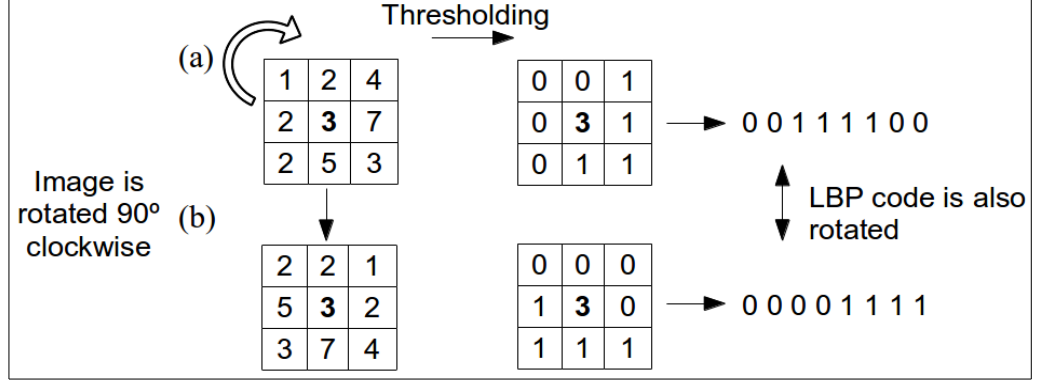 Thresholding
(a)
1 2 4
2 3 7
2 5 3
0 0 1
0 3 1
0 1 1
0 0 1 1 1 1 0 0
Image is
rotated 90º
clockwise
(b)
LBP code is also
rotated
2 2 1
5 3 2
3 7 4
0 0 0
1 3 0
1 1 1
0 0 0 0 1 1 1 1